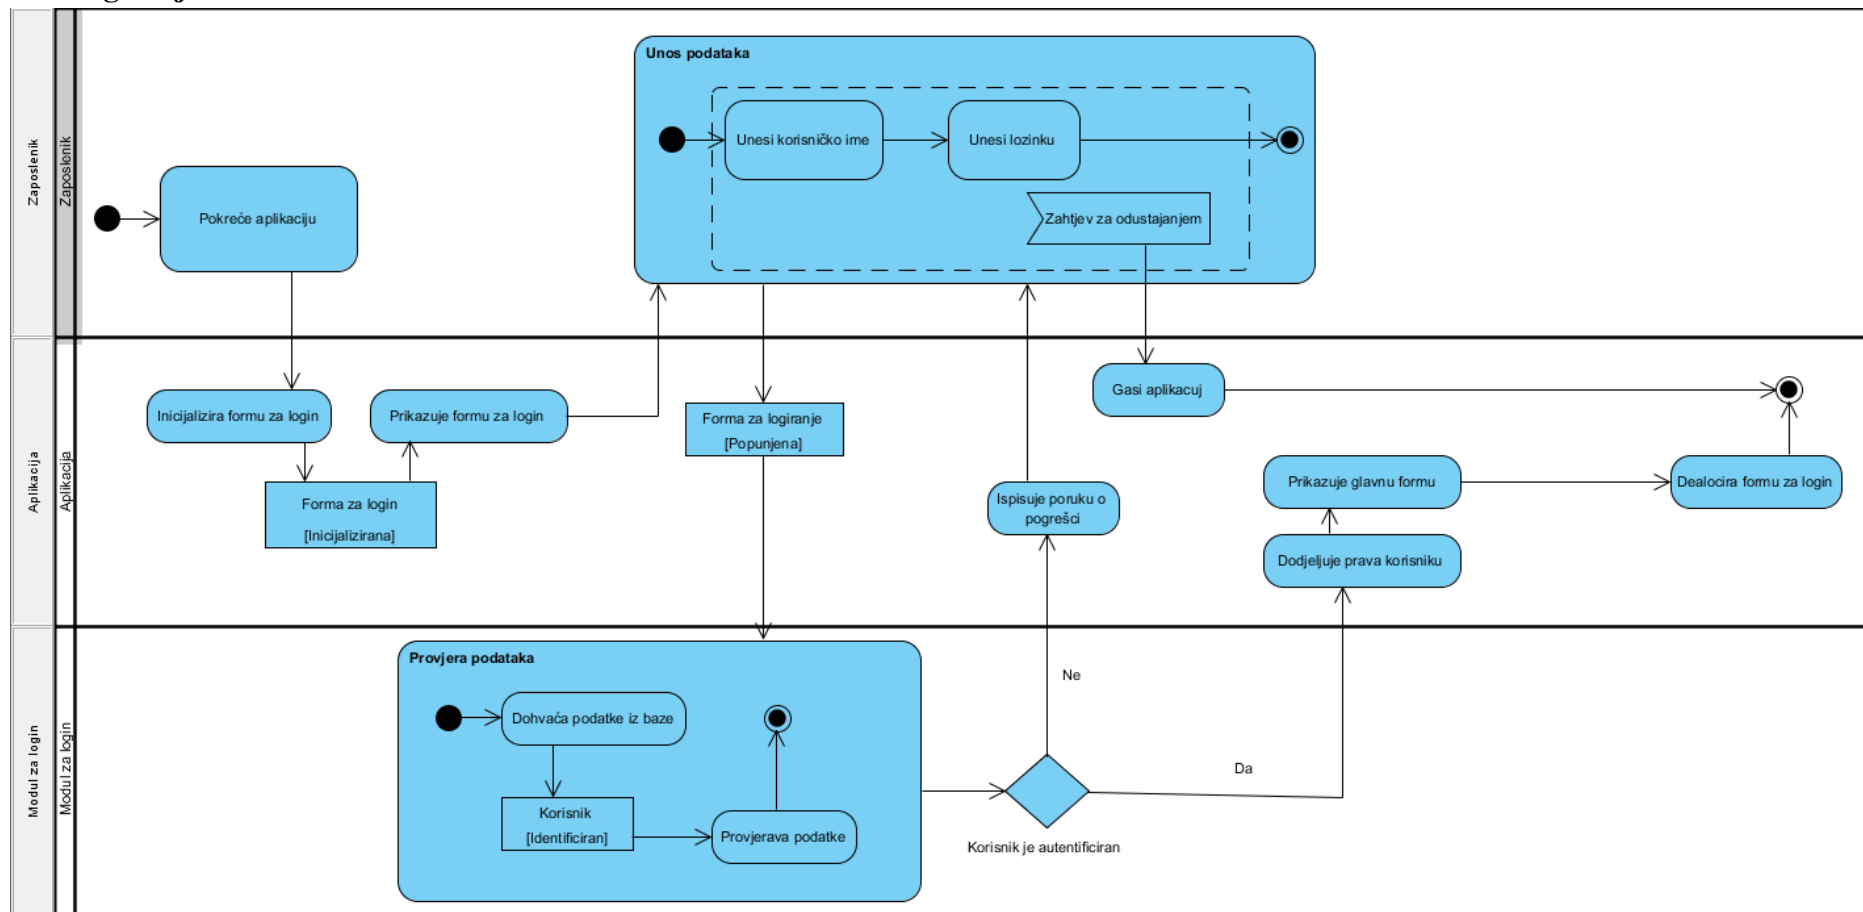 Zaposlenik
Zaposlenik
Unos podataka
Unesi korisničko ime
Unesi lozinku
Zahtjev za odustajanjem
Pokreće aplikaciju
Aplikacija
Aplikacija
Inicijalizira formu za login
Prikazuje formu za login
Forma za login
[Inicijalizirana]
Forma za logiranje
[Popunjena]
Gasi aplikacuj
Ispisuje poruku o
pogrešci
Prikazuje glavnu formu
Dealocira formu za login
Dodjeljuje prava korisniku
Modul za login
Modul za login
Provjera podataka
Dohvaća podatke iz baze
Korisnik
[Identificiran]
Provjerava podatke
Ne
Da
Korisnik je autentificiran